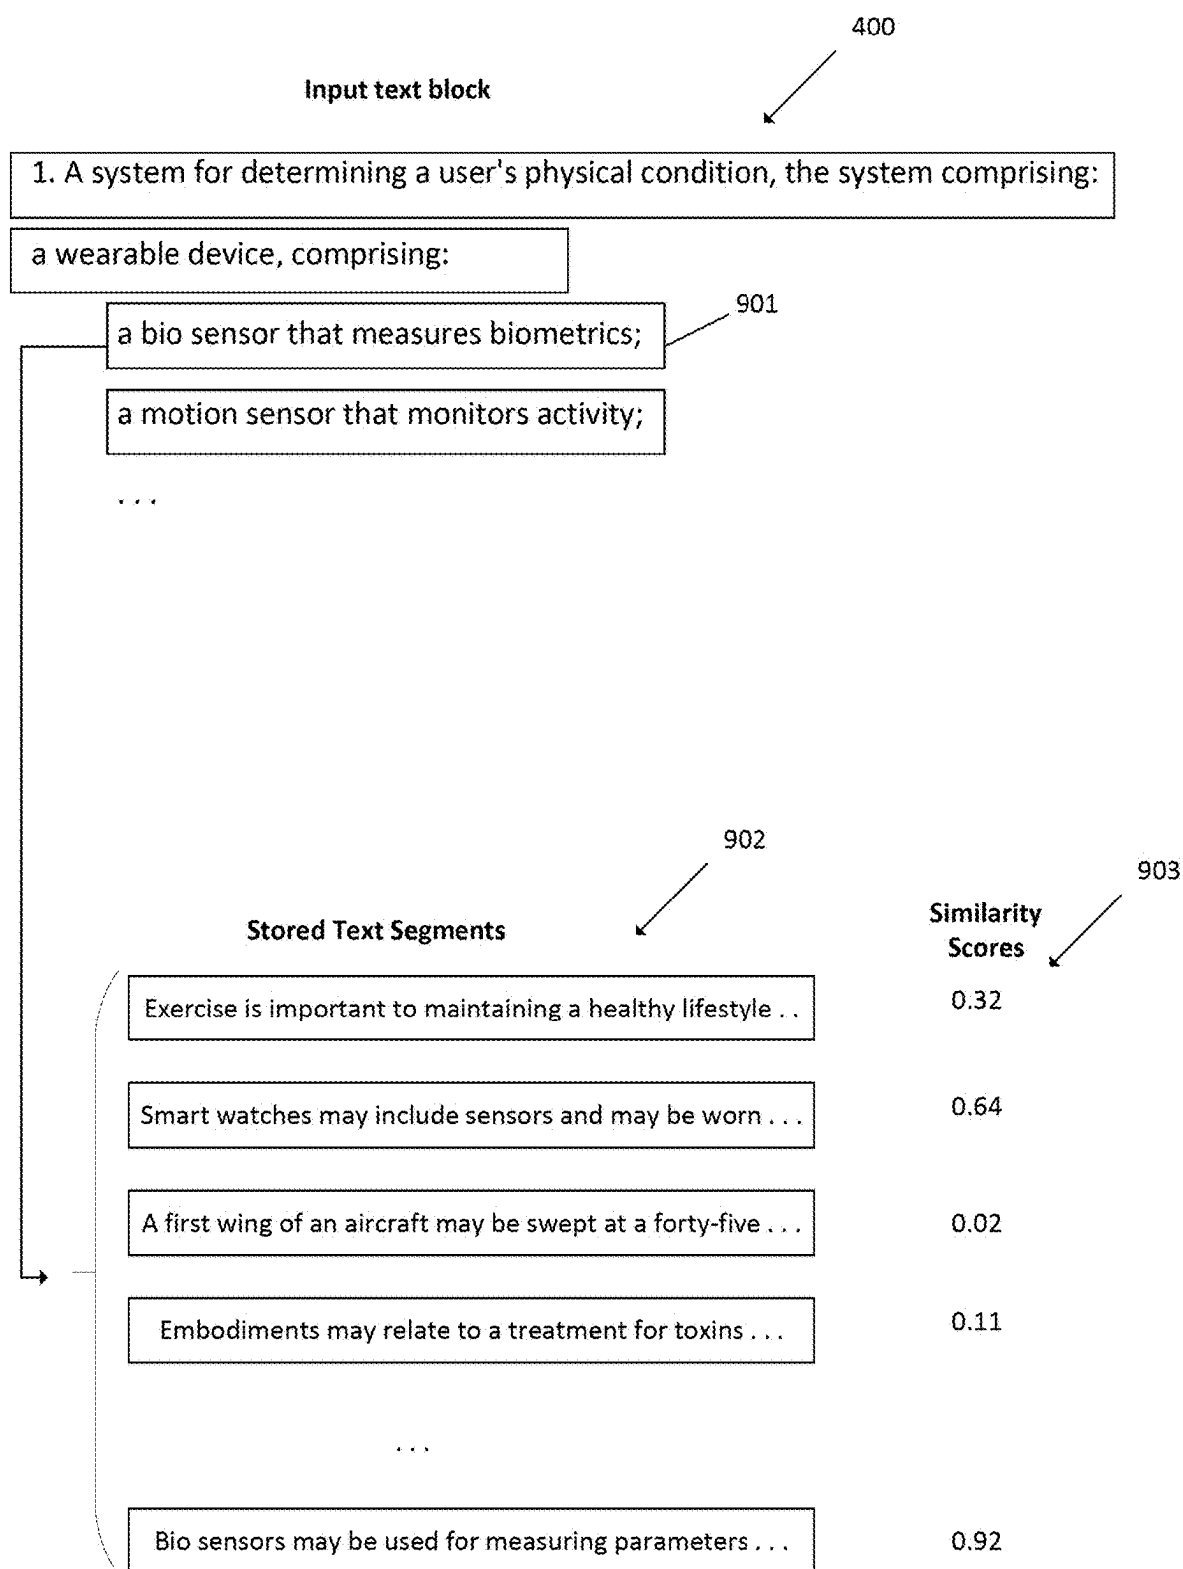 400
Input text block
1. A system for determining a user's physical condition, the system comprising:
a wearable device, comprising:
901
a bio sensor that measures biometrics;
a motion sensor that monitors activity;
. . .
902
903
Stored Text Segments
Similarity
Scores
Exercise is important to maintaining a healthy lifestyle . . 0.32
Smart watches may include sensors and may be worn . . . 0.64
A first wing of an aircraft may be swept at a forty-five . . . 0.02
Embodiments may relate to a treatment for toxins . . . 0.11
. . .
Bio sensors may be used for measuring parameters . . . 0.92